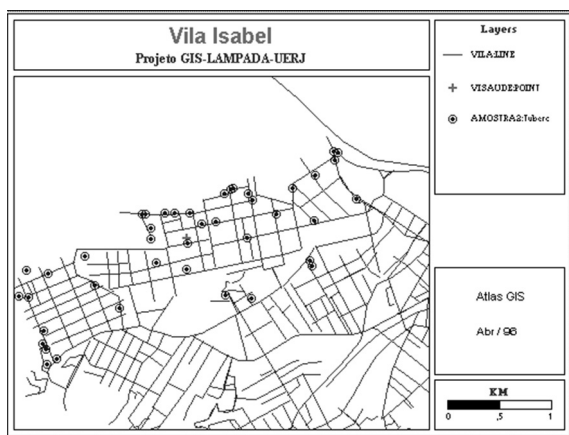 Vila Isabel
Projeto GIS-LAMPADA-UERJ
Layers
VILA:LINE
VISAUDE:POINT
AMOSTRA2:Tuberc
Atlas GIS
Abr / 96
KM
0 .5 1